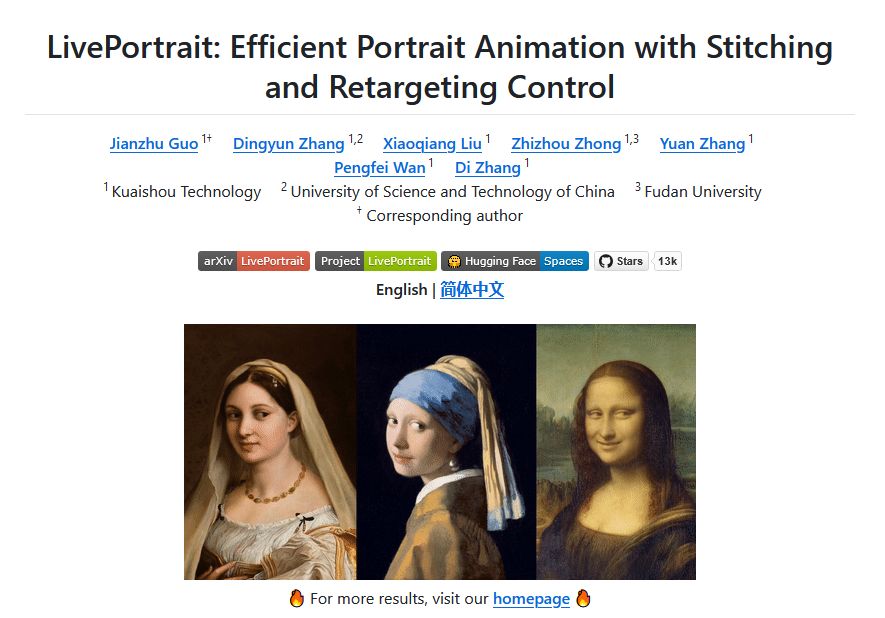 LivePortrait: Efficient Portrait Animation with Stitching
and Retargeting Control
Jianzhu Guo 1† Dingyun Zhang 1,2 Xiaoqiang Liu 1 Zhizhou Zhong 1,3 Yuan Zhang 1
Pengfei Wan 1 Di Zhang 1
1 Kuaishou Technology 2 University of Science and Technology of China 3 Fudan University
† Corresponding author
arXiv LivePortrait Project LivePortrait Hugging Face Spaces Stars 13k
English | 简体中文
🔥 For more results, visit our homepage 🔥